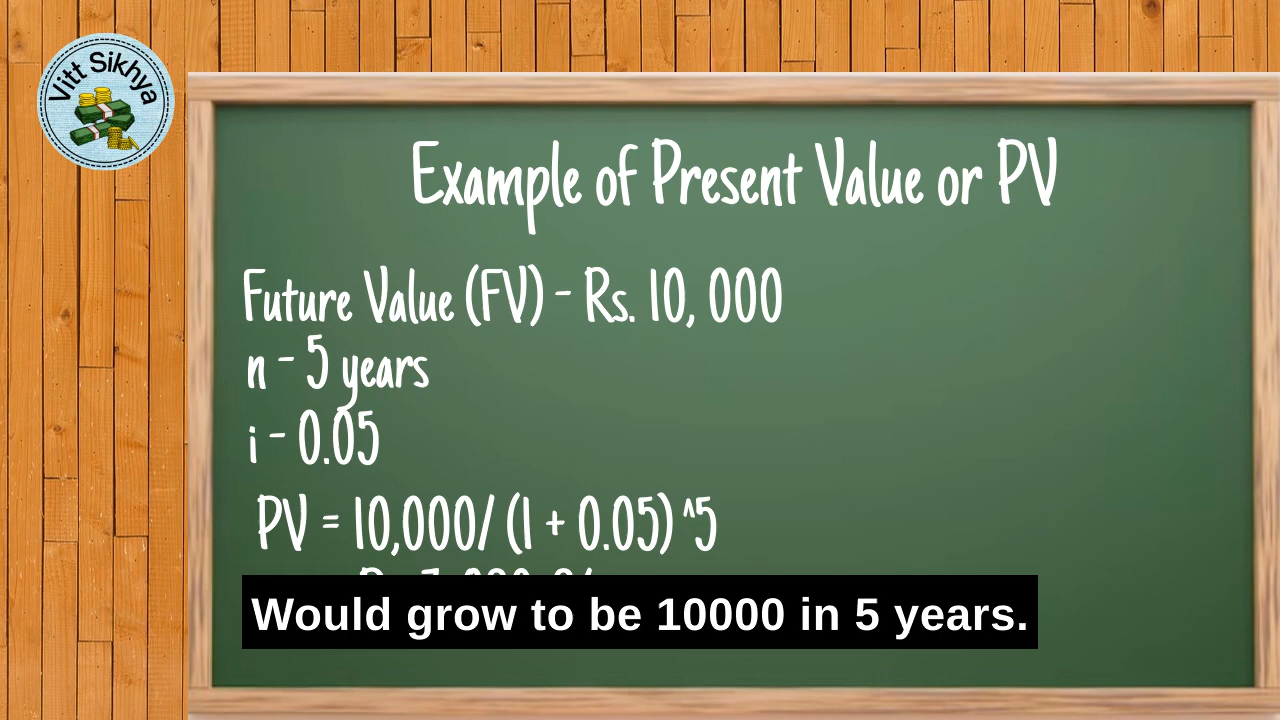 Vitt Sikhya
Example of Present Value or PV
Future Value (FV) - Rs. 10, 000
n - 5 years
i - 0.05
PV = 10,000/ (1 + 0.05) ^5
Would grow to be 10000 in 5 years.